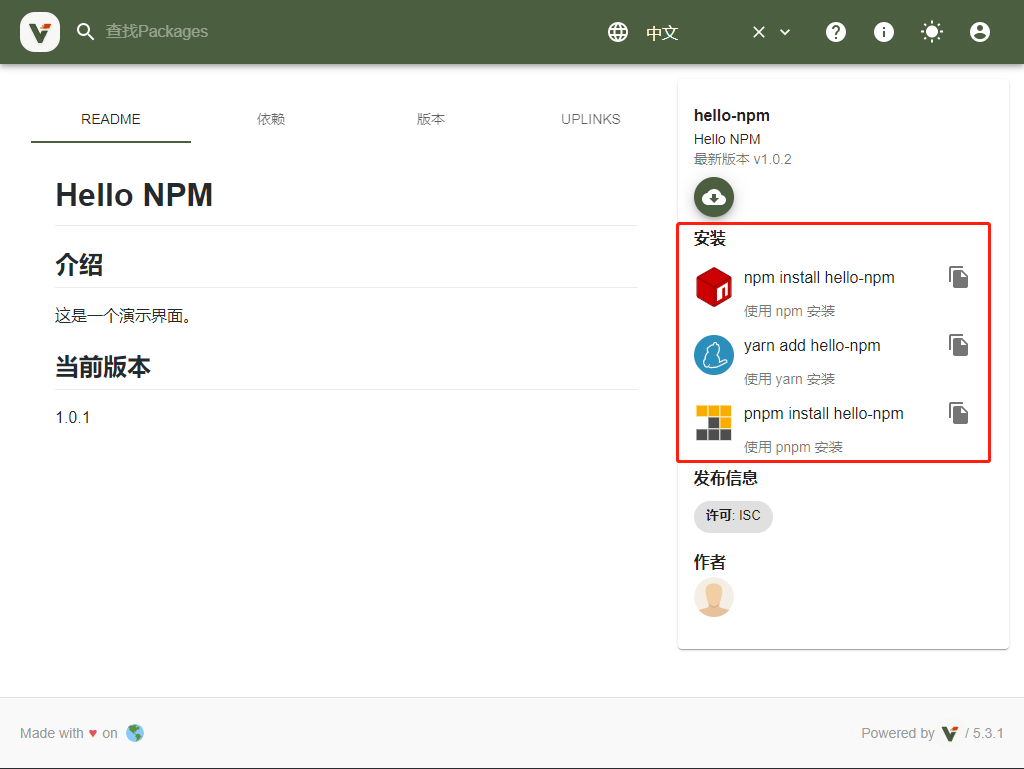 查找Packages
中文
README
依赖
版本
UPLINKS
Hello NPM
介绍
这是一个演示界面。
当前版本
1.0.1
hello-npm
Hello NPM
最新版本 v1.0.2
安装
npm install hello-npm
使用 npm 安装
yarn add hello-npm
使用 yarn 安装
pnpm install hello-npm
使用 pnpm 安装
发布信息
许可: ISC
作者
Made with ♥ on
Powered by / 5.3.1